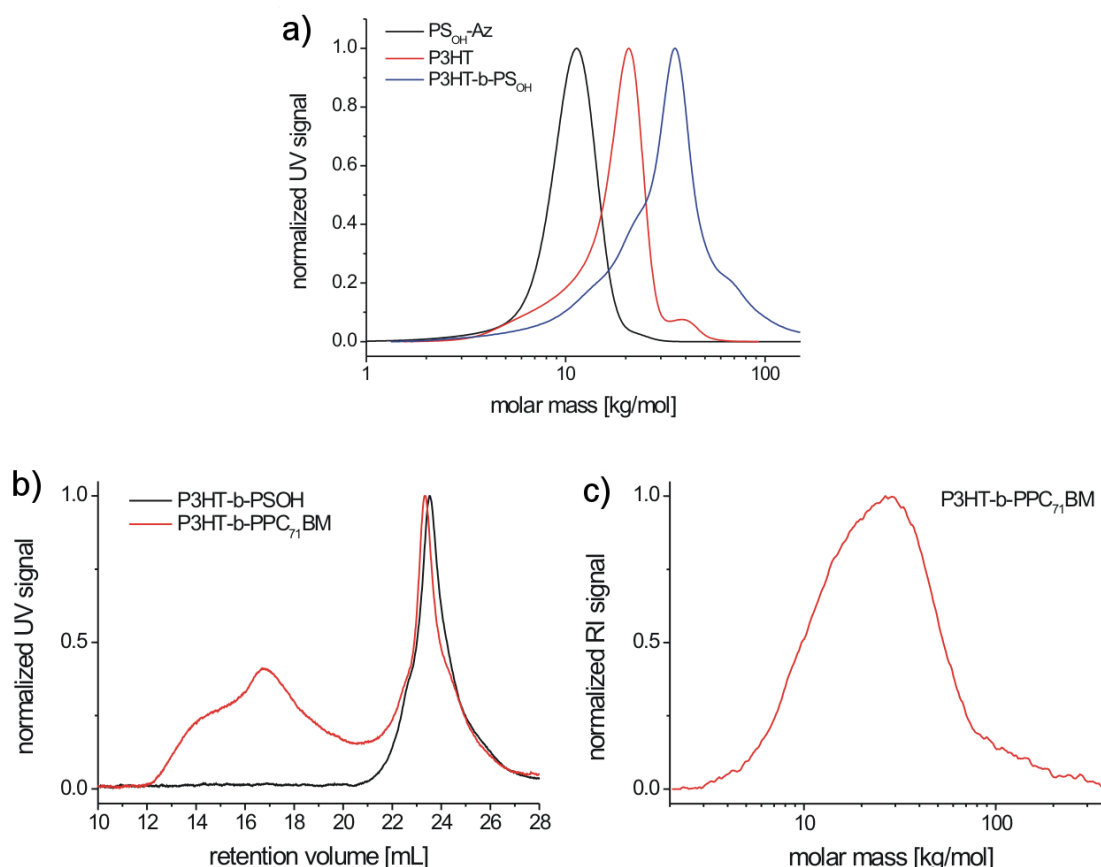 a)
PS_OH-Az
P3HT
P3HT-b-PS_OH
1.0
0.8
0.6
0.4
0.2
0.0
normalized UV signal
1 10 100
molar mass [kg/mol]
b)
P3HT-b-PSOH
P3HT-b-PPC₇₁BM
1.0
0.5
0.0
normalized UV signal
10 12 14 16 18 20 22 24 26 28
retention volume [mL]
c)
P3HT-b-PPC₇₁BM
1.0
0.5
0.0
normalized RI signal
10 100
molar mass [kg/mol]